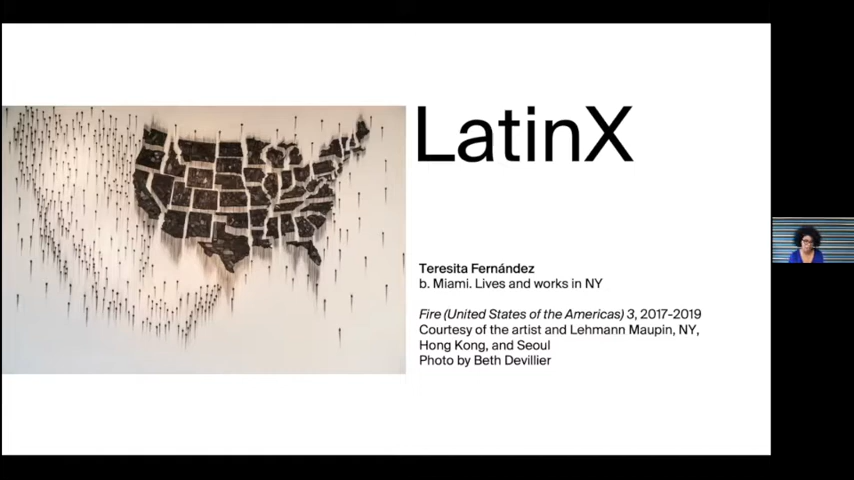 LatinX
Teresita Fernández
b. Miami. Lives and works in NY
Fire (United States of the Americas) 3, 2017-2019
Courtesy of the artist and Lehmann Maupin, NY,
Hong Kong, and Seoul
Photo by Beth Devillier